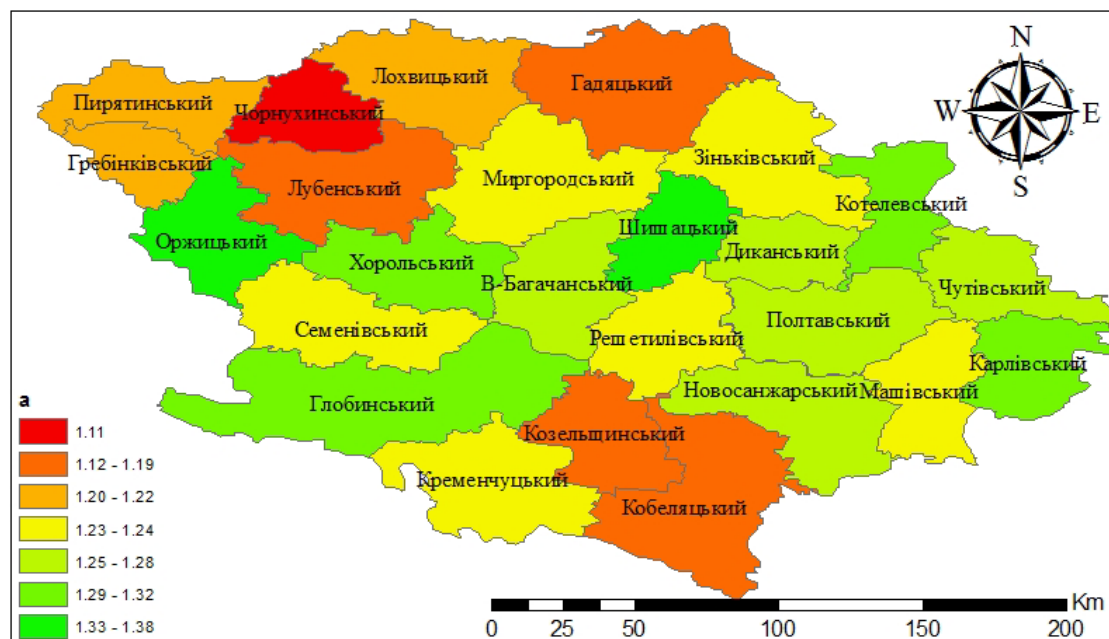 N
W
E
S
Лохвицький
Гадяцький
Пирятинський
Чорнухинський
Гребінківський
Зіньківський
Лубенський
Миргородський
Котелевський
Шишацький
Оржицький
Диканський
Хорольський
В-Багачанський
Чутівський
Полтавський
Семенівський
Решетилівський
Карлівський
Новосанжарський
Машівський
Глобинський
Козельщинський
Кременчуцький
Кобеляцький
a
1.11
1.12 - 1.19
1.20 - 1.22
1.23 - 1.24
1.25 - 1.28
1.29 - 1.32
1.33 - 1.38
Km
0 25 50 100 150 200